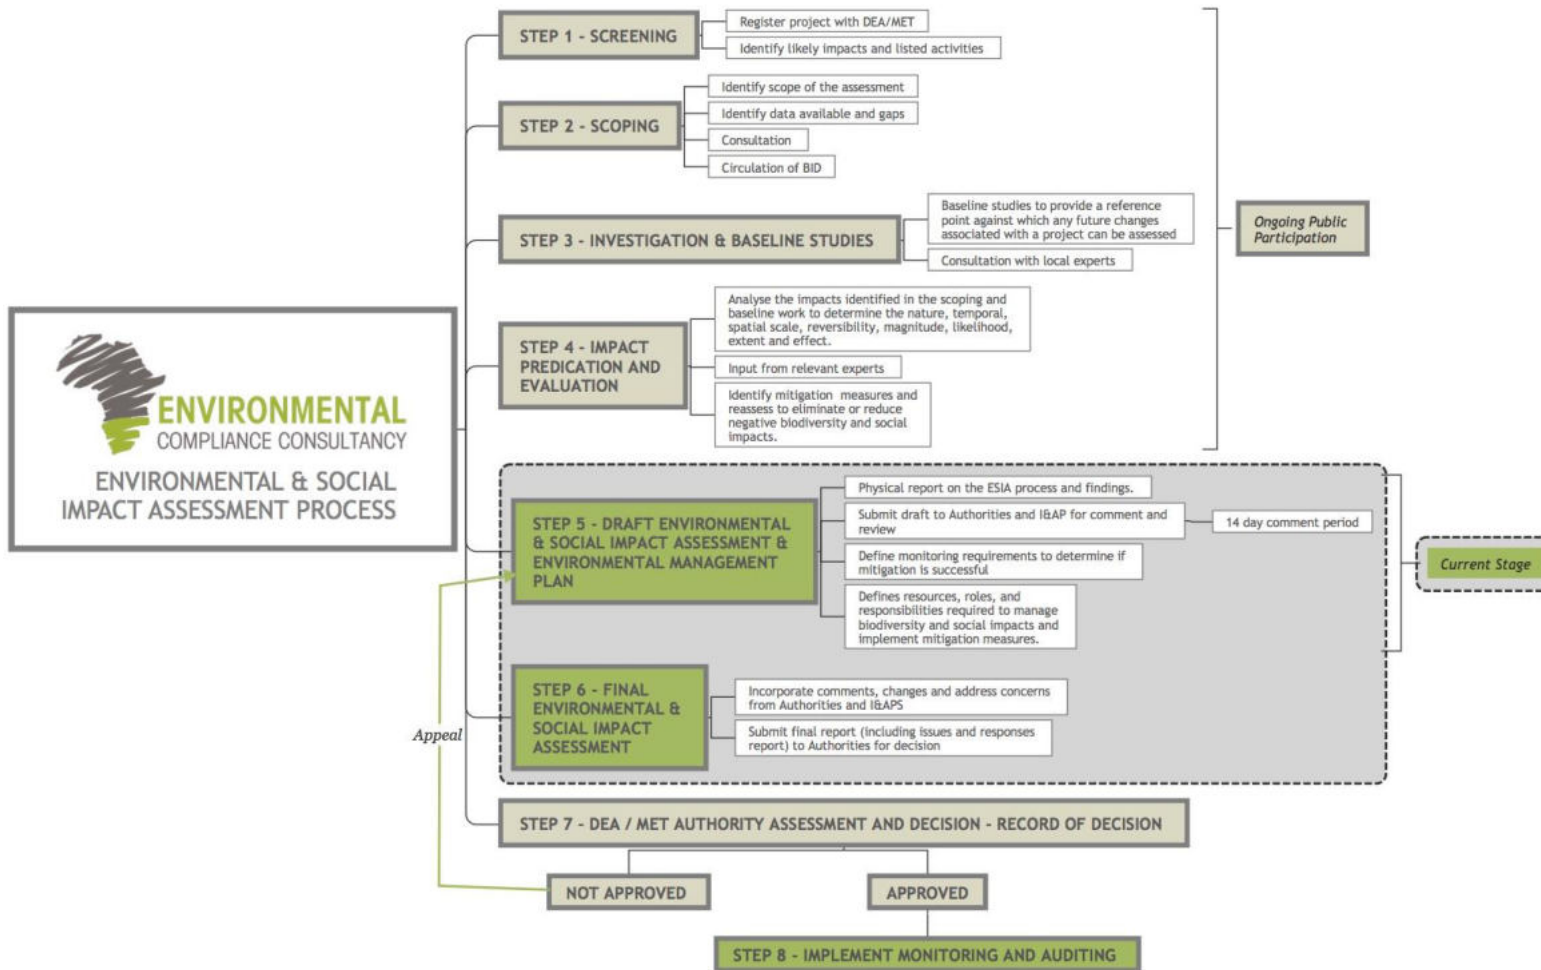 STEP 1 - SCREENING
Register project with DEA/MET
Identify likely impacts and listed activities
STEP 2 - SCOPING
Identify scope of the assessment
Identify data available and gaps
Consultation
Circulation of BID
STEP 3 - INVESTIGATION & BASELINE STUDIES
Baseline studies to provide a reference
point against which any future changes
associated with a project can be assessed
Consultation with local experts
Ongoing Public
Participation
STEP 4 - IMPACT
PREDICATION AND
EVALUATION
Analyse the impacts identified in the scoping and
baseline work to determine the nature, temporal,
spatial scale, reversibility, magnitude, likelihood,
extent and effect.
Input from relevant experts
Identify mitigation measures and
reassess to eliminate or reduce
negative biodiversity and social
impacts.
ENVIRONMENTAL
COMPLIANCE CONSULTANCY
ENVIRONMENTAL & SOCIAL
IMPACT ASSESSMENT PROCESS
STEP 5 - DRAFT ENVIRONMENTAL
& SOCIAL IMPACT ASSESSMENT &
ENVIRONMENTAL MANAGEMENT
PLAN
Physical report on the ESIA process and findings.
Submit draft to Authorities and I&AP for comment and
review
14 day comment period
Define monitoring requirements to determine if
mitigation is successful
Defines resources, roles, and
responsibilities required to manage
biodiversity and social impacts and
implement mitigation measures.
Current Stage
STEP 6 - FINAL
ENVIRONMENTAL &
SOCIAL IMPACT
ASSESSMENT
Incorporate comments, changes and address concerns
from Authorities and I&APS
Submit final report (including issues and responses
report) to Authorities for decision
Appeal
STEP 7 - DEA / MET AUTHORITY ASSESSMENT AND DECISION - RECORD OF DECISION
NOT APPROVED
APPROVED
STEP 8 - IMPLEMENT MONITORING AND AUDITING